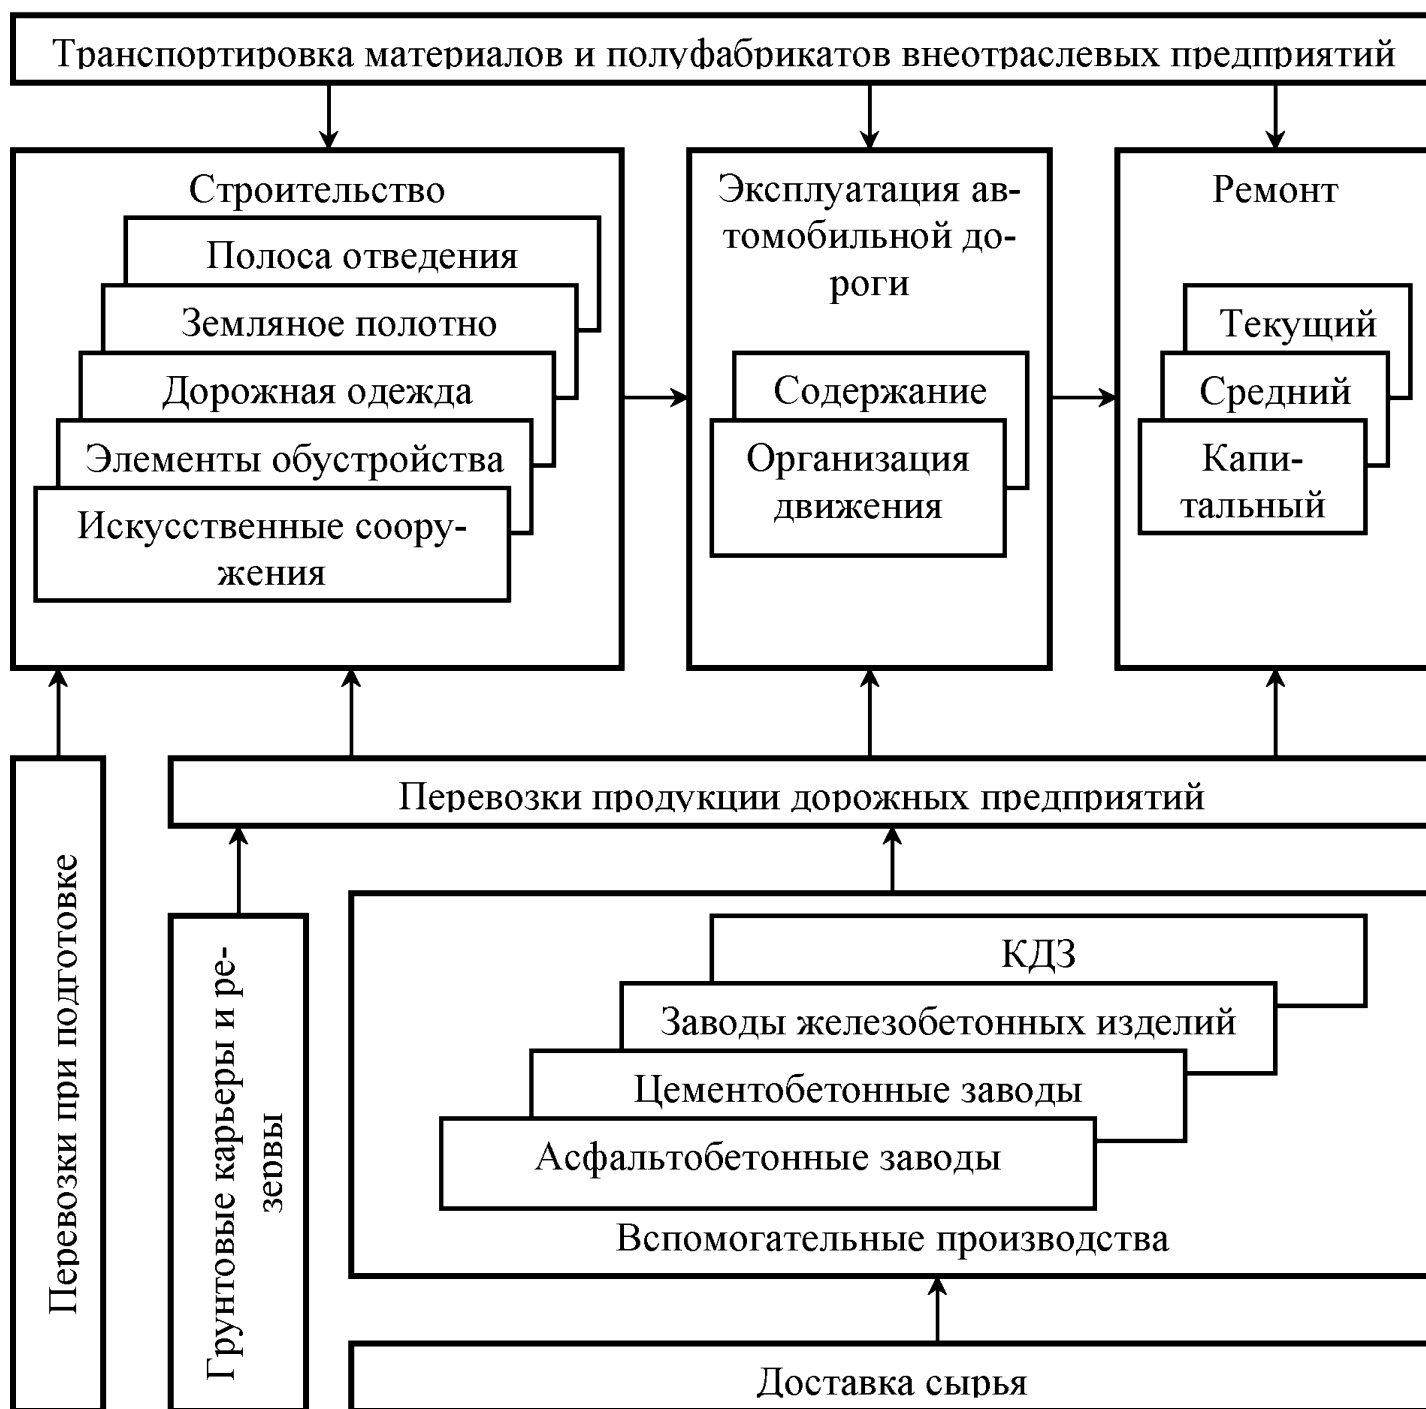 Транспортировка материалов и полуфабрикатов внеотраслевых предприятий
Строительство
Полоса отведения
Земляное полотно
Дорожная одежда
Элементы обустройства
Искусственные соору-
жения
Эксплуатация ав-
томобильной до-
роги
Содержание
Организация
движения
Ремонт
Текущий
Средний
Капи-
тальный
Перевозки при подготовке
Перевозки продукции дорожных предприятий
Грунтовые карьеры и ре-
зервы
КДЗ
Заводы железобетонных изделий
Цементобетонные заводы
Асфальтобетонные заводы
Вспомогательные производства
Доставка сырья